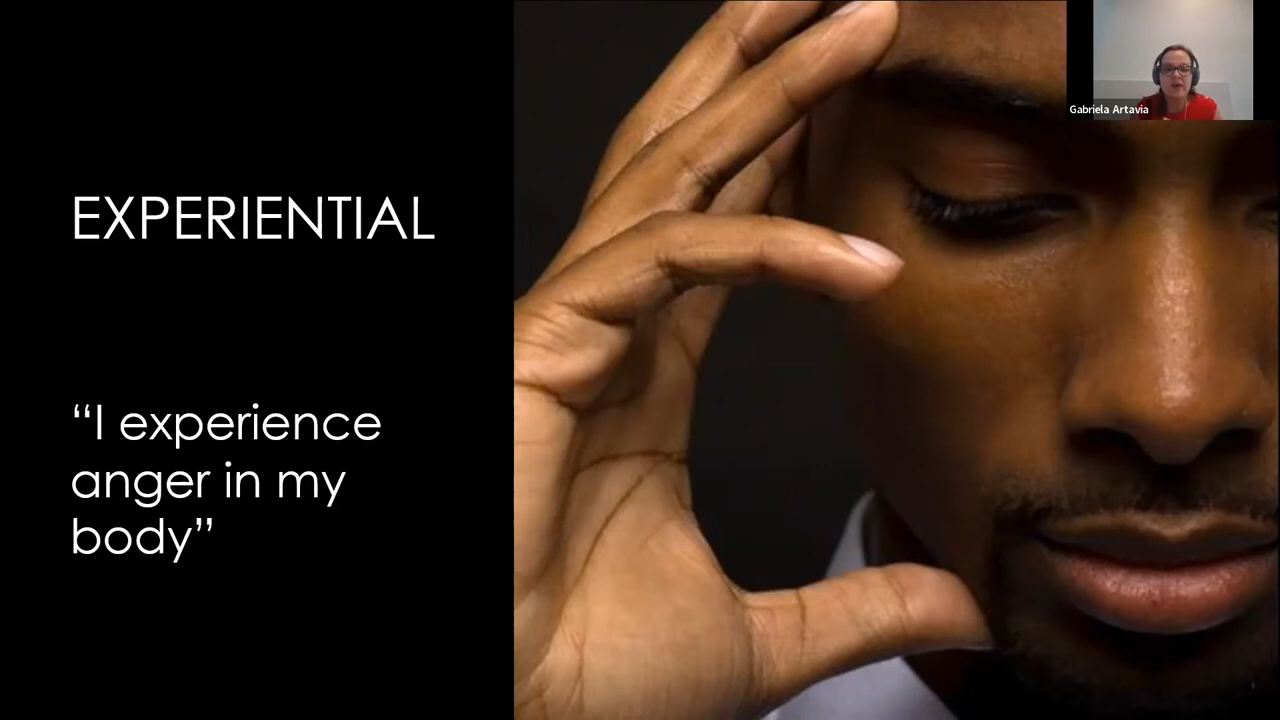 EXPERIENTIAL
“I experience
anger in my
body”
Gabriela Artavia